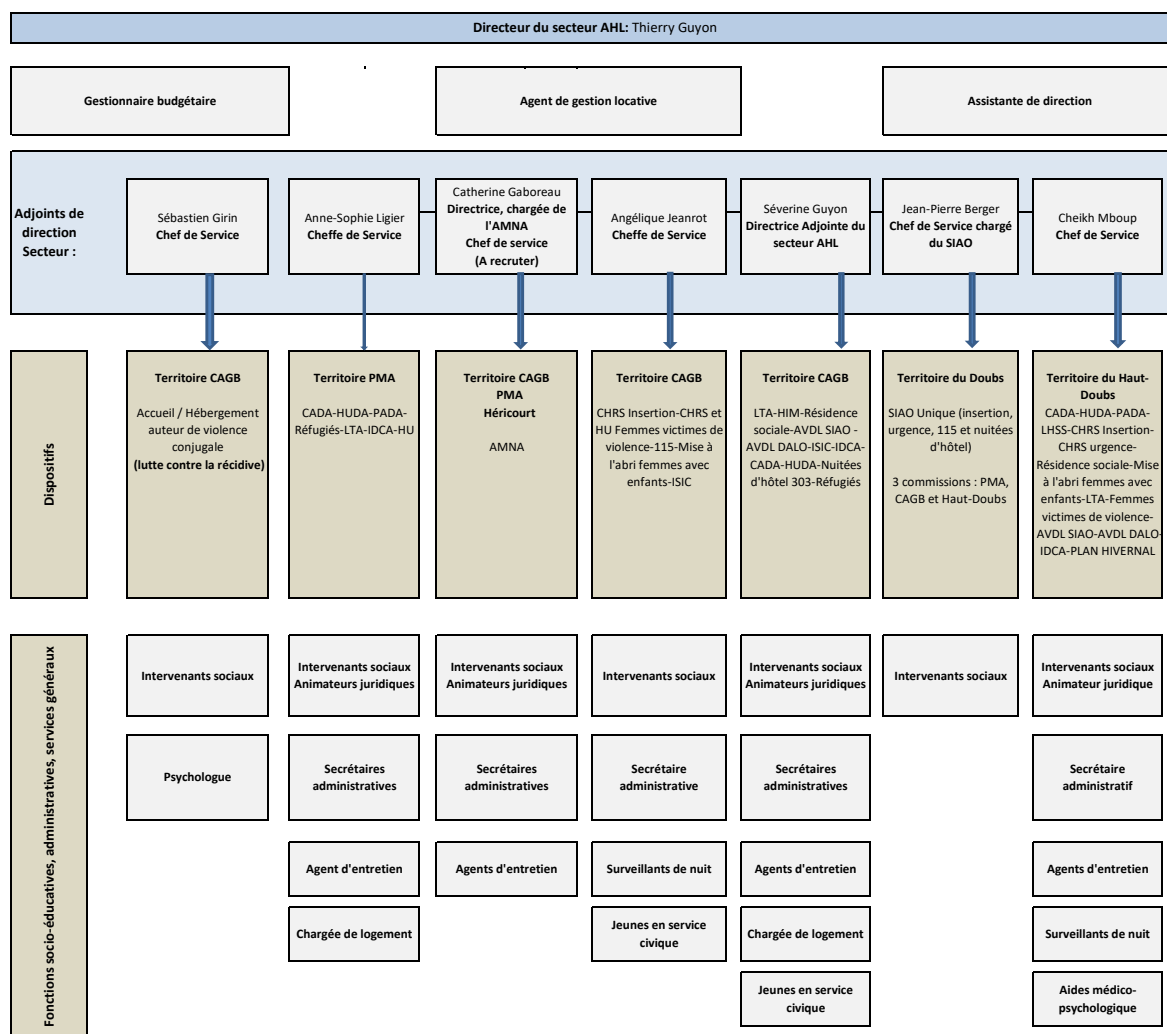 Directeur du secteur AHL: Thierry Guyon
Gestionnaire budgétaire
Agent de gestion locative
Assistante de direction
Adjoints de
direction
Secteur :
Sébastien Girin
Chef de Service
Anne-Sophie Ligier
Cheffe de Service
Catherine Gaboreau
Directrice, chargée de
l'AMNA
Chef de service
(A recruter)
Angélique Jeanrot
Cheffe de Service
Séverine Guyon
Directrice Adjointe du
secteur AHL
Jean-Pierre Berger
Chef de Service chargé
du SIAO
Cheikh Mboup
Chef de Service
Dispositifs
Territoire CAGB
Accueil / Hébergement
auteur de violence
conjugale
(lutte contre la récidive)
Territoire PMA
CADA-HUDA-PADA-
Réfugiés-LTA-IDCA-HU
Territoire CAGB
PMA
Héricourt
AMNA
Territoire CAGB
CHRS Insertion-CHRS et
HU Femmes victimes de
violence-115-Mise à
l'abri femmes avec
enfants-ISIC
Territoire CAGB
LTA-HIM-Résidence
sociale-AVDL SIAO -
AVDL DALO-ISIC-IDCA-
CADA-HUDA-Nuitées
d'hôtel 303-Réfugiés
Territoire du Doubs
SIAO Unique (insertion,
urgence, 115 et nuitées
d'hôtel)
3 commissions : PMA,
CAGB et Haut-Doubs
Territoire du Haut-
Doubs
CADA-HUDA-PADA-
LHSS-CHRS Insertion-
CHRS urgence-
Résidence sociale-Mise
à l'abri femmes avec
enfants-LTA-Femmes
victimes de violence-
AVDL SIAO-AVDL DALO-
IDCA-PLAN HIVERNAL
Fonctions socio-éducatives, administratives, services généraux
Intervenants sociaux
Intervenants sociaux
Animateurs juridiques
Intervenants sociaux
Animateurs juridiques
Intervenants sociaux
Intervenants sociaux
Animateurs juridiques
Intervenants sociaux
Intervenants sociaux
Animateur juridique
Psychologue
Secrétaires
administratives
Secrétaires
administratives
Secrétaire
administrative
Secrétaires
administratives
Secrétaire
administratif
Agent d'entretien
Agents d'entretien
Surveillants de nuit
Agents d'entretien
Agents d'entretien
Chargée de logement
Jeunes en service
civique
Chargée de logement
Surveillants de nuit
Jeunes en service
civique
Aides médico-
psychologique